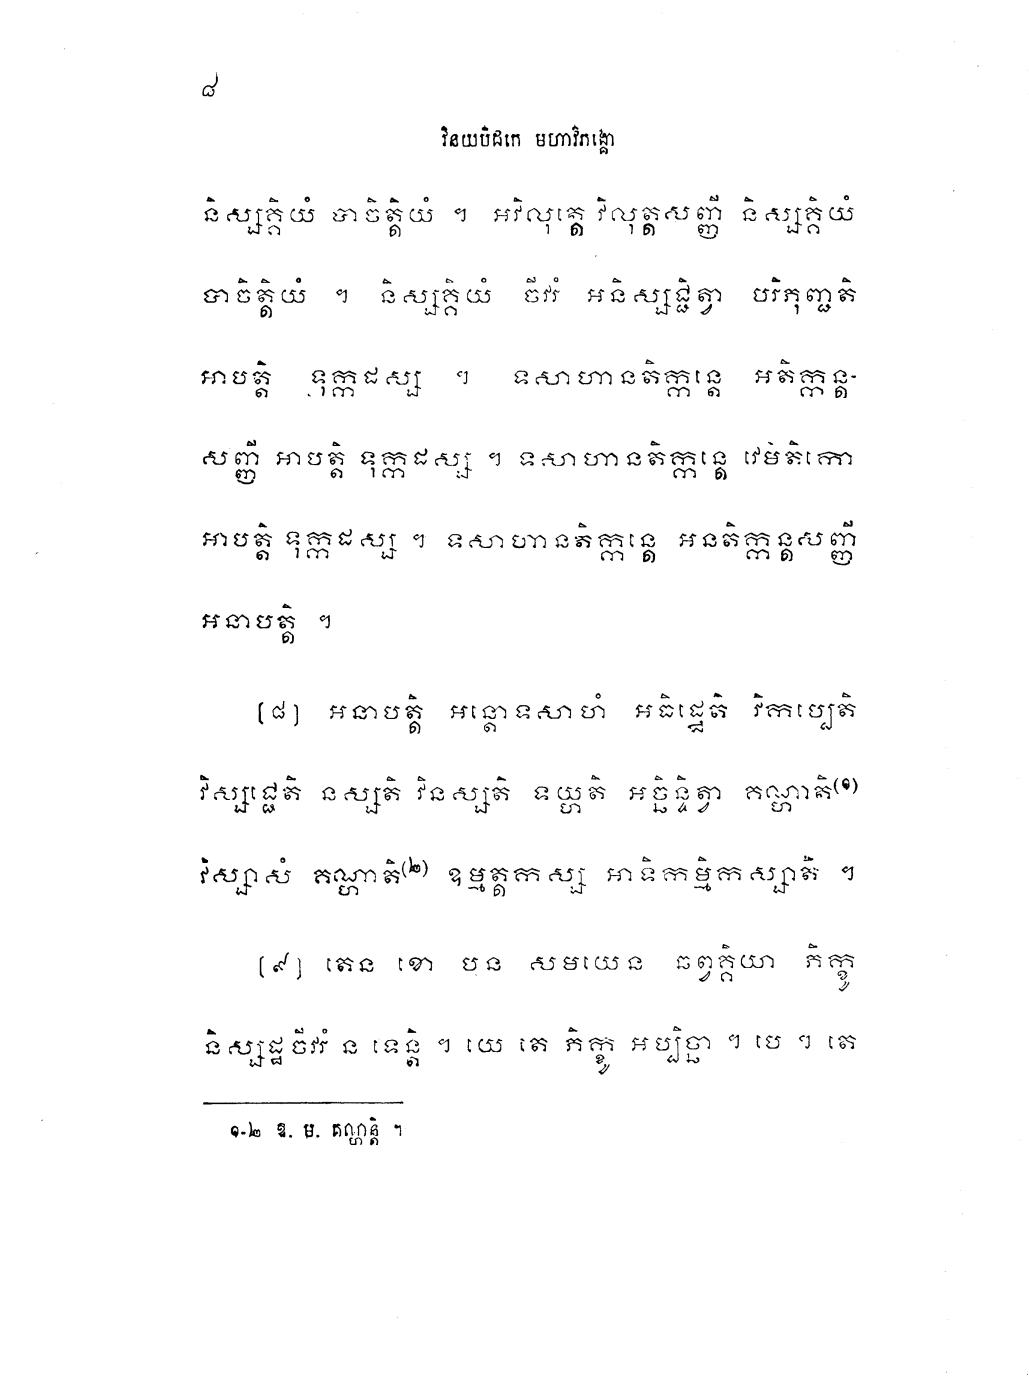 ៨
វិនយបិដកេ មហាវិភង្គោ
និស្សគ្គិយំ បាចិត្តិយំ ។ អវិលុត្តេ វិលុត្តសញ្ញី និស្សគ្គិយំ
បាចិត្តិយំ ។ និស្សគ្គិយំ ចីវរំ អនិស្សជ្ជិត្វា បរិភុញ្ជតិ
អាបត្តិ ទុក្កដស្ស ។ ទសាហានតិក្កន្តេ អតិក្កន្ត-
សញ្ញី អាបត្តិ ទុក្កដស្ស ។ ទសាហានតិក្កន្តេ វេមតិកោ
អាបត្តិ ទុក្កដស្ស ។ ទសាហានតិក្កន្តេ អនតិក្កន្តសញ្ញី
អនាបត្តិ ។
[៨] អនាបត្តិ អន្តោទសាហំ អធិដ្ឋេតិ វិកប្បេតិ
វិស្សជ្ជេតិ នស្សតិ វិនស្សតិ ឌយ្ហតិ អច្ឆិន្ទិត្វា គណ្ហាតិ(១)
វិស្សាសំ គណ្ហាតិ(២) ឧម្មត្តកស្ស អាទិកម្មិកស្សាតិ ។
[៩] តេន ខោ បន សមយេន ឆព្វគ្គិយា ភិក្ខូ
និស្សដ្ឋចីវរំ ន ទេន្តិ ។ យេ តេ ភិក្ខូ អប្បិច្ឆា ។ បេ ។ តេ
១-២ ឱ. ម. គណ្ហន្តិ ។